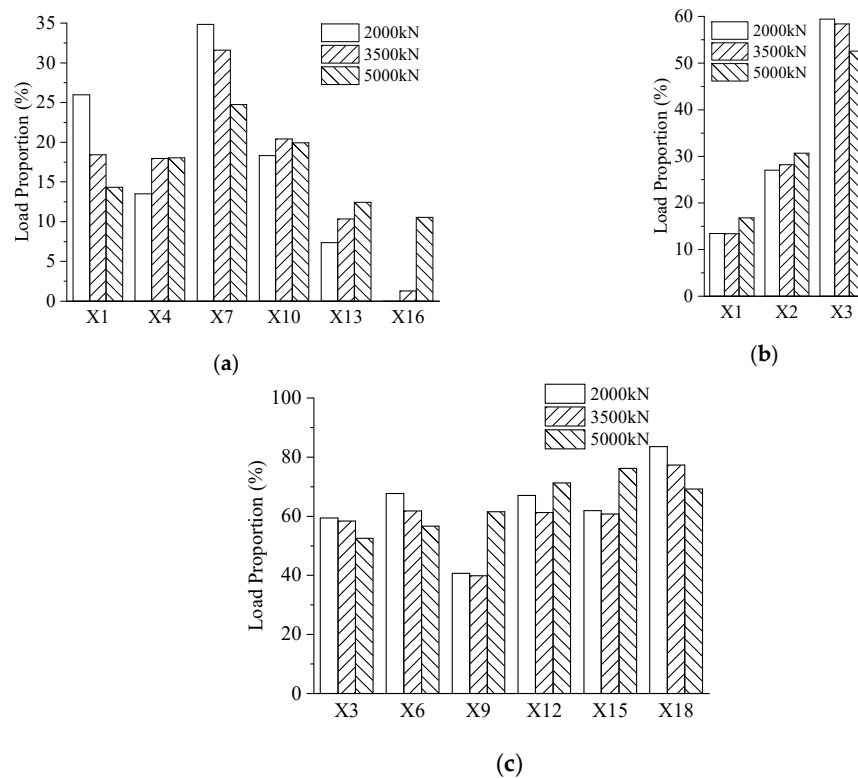 35
30
25
20
15
10
5
0
Load Proportion (%)
2000kN
3500kN
5000kN
X1 X4 X7 X10 X13 X16
(a)
60
50
40
30
20
10
0
Load Proportion (%)
2000kN
3500kN
5000kN
X1 X2 X3
(b)
100
80
60
40
20
0
Load Proportion (%)
2000kN
3500kN
5000kN
X3 X6 X9 X12 X15 X18
(c)